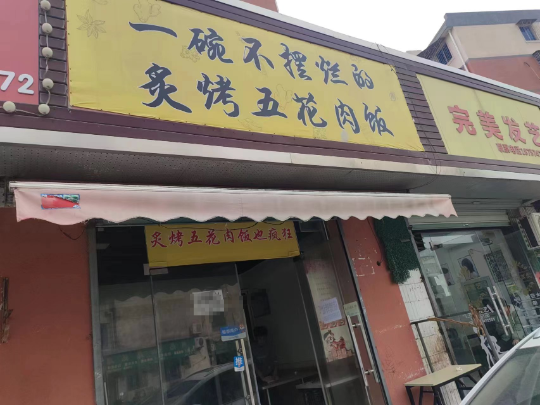 72
一碗不摆烂的
炙烤五花肉饭
完美发艺
炙烤五花肉饭也疯狂